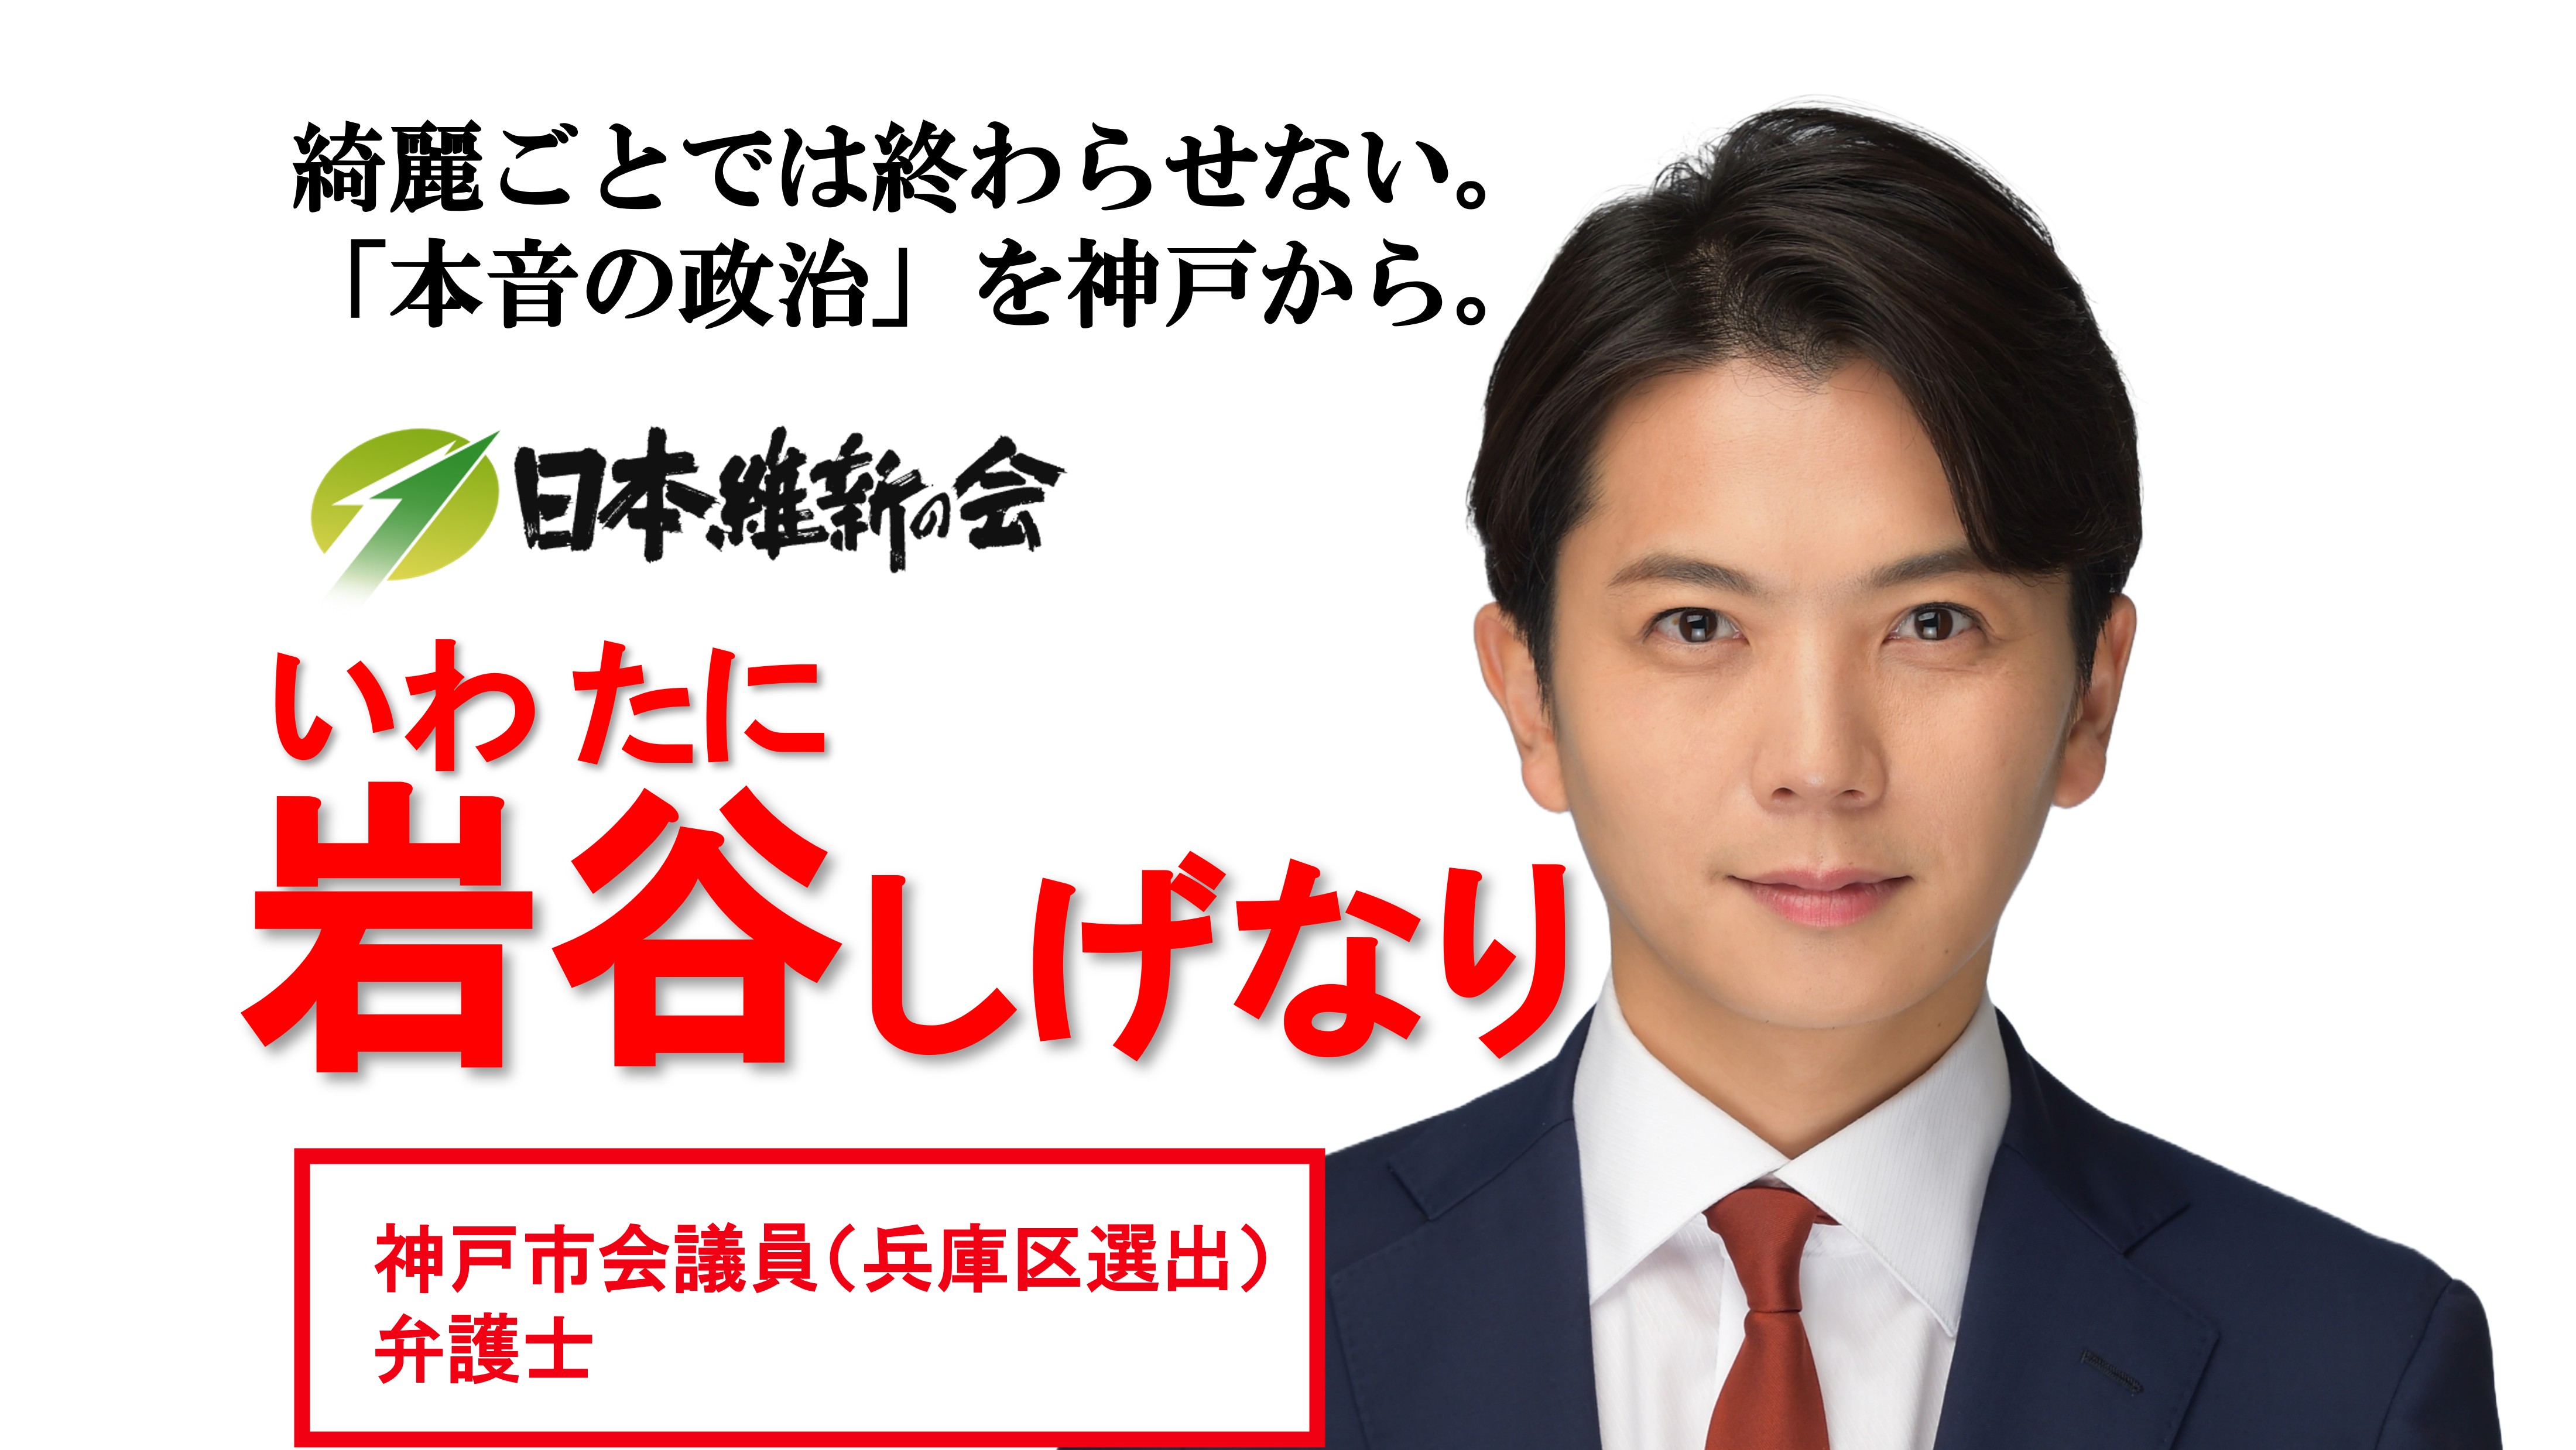 綺麗ごとでは終わらせない。
「本音の政治」を神戸から。
日本維新の会
いわたに
岩谷しげなり
神戸市会議員（兵庫区選出）
弁護士